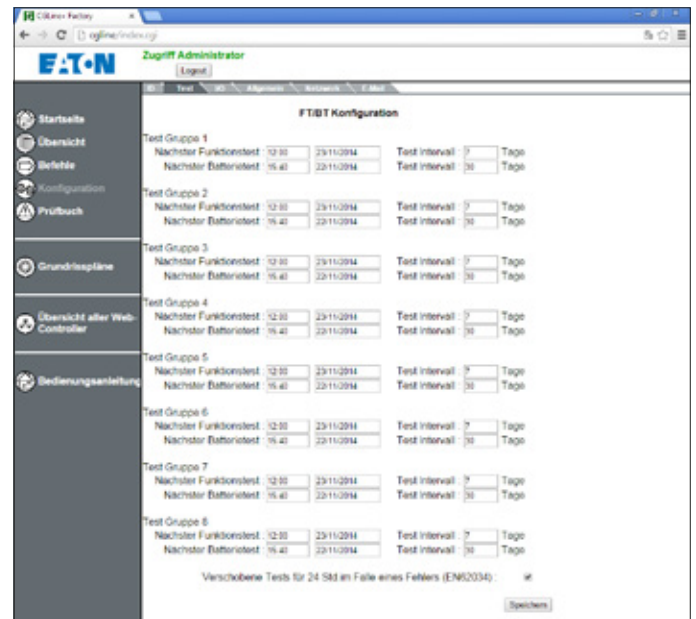 CGLine+ Factory
cgline/index.cgi
EATON
Zugriff Administrator
Logout
ID Test I/O Allgemein Netzwerk E-Mail
Startseite
Übersicht
Befehle
Konfiguration
Prüfbuch
Grundrisspläne
Übersicht aller Web-
Controller
Bedienungsanleitung
FT/BT Konfiguration
Test Gruppe 1
Nächster Funktionstest : 12:00 23/11/2014 Test Intervall : 7 Tage
Nächster Batterietest : 15:40 22/11/2014 Test Intervall : 30 Tage
Test Gruppe 2
Nächster Funktionstest : 12:00 23/11/2014 Test Intervall : 7 Tage
Nächster Batterietest : 15:40 22/11/2014 Test Intervall : 30 Tage
Test Gruppe 3
Nächster Funktionstest : 12:00 23/11/2014 Test Intervall : 7 Tage
Nächster Batterietest : 15:40 22/11/2014 Test Intervall : 30 Tage
Test Gruppe 4
Nächster Funktionstest : 12:00 23/11/2014 Test Intervall : 7 Tage
Nächster Batterietest : 15:40 22/11/2014 Test Intervall : 30 Tage
Test Gruppe 5
Nächster Funktionstest : 12:00 23/11/2014 Test Intervall : 7 Tage
Nächster Batterietest : 15:40 22/11/2014 Test Intervall : 30 Tage
Test Gruppe 6
Nächster Funktionstest : 12:00 23/11/2014 Test Intervall : 7 Tage
Nächster Batterietest : 15:40 22/11/2014 Test Intervall : 30 Tage
Test Gruppe 7
Nächster Funktionstest : 12:00 23/11/2014 Test Intervall : 7 Tage
Nächster Batterietest : 15:40 22/11/2014 Test Intervall : 30 Tage
Test Gruppe 8
Nächster Funktionstest : 12:00 23/11/2014 Test Intervall : 7 Tage
Nächster Batterietest : 15:40 22/11/2014 Test Intervall : 30 Tage
Verschobene Tests für 24 Std im Falle eines Fehlers (EN62034) :
Speichern